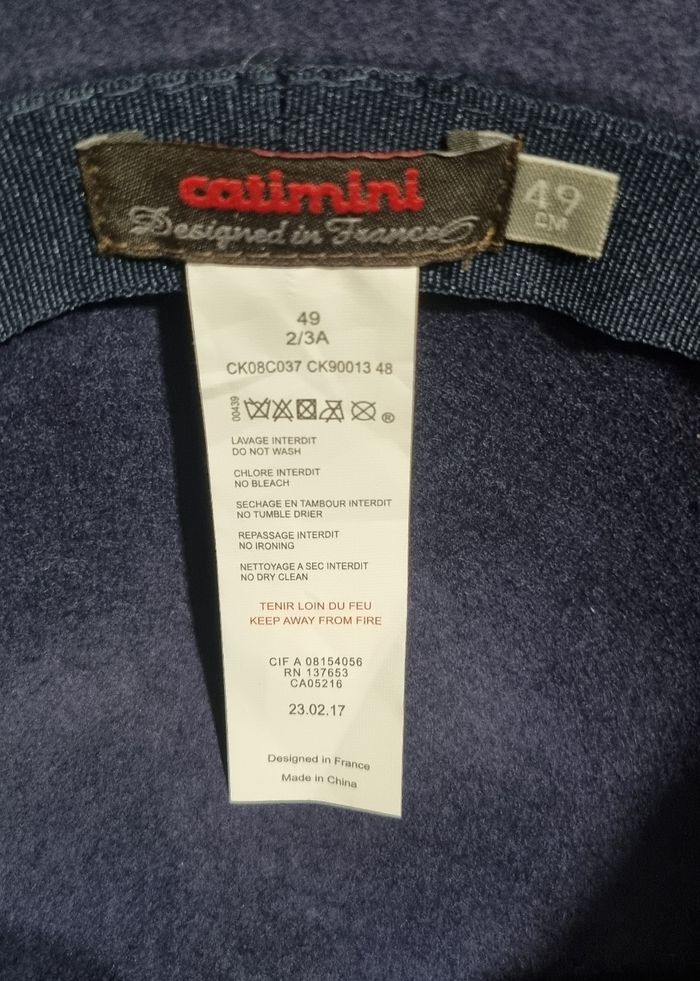 catimini
Designed in France
49
CM
49
2/3A
CK08C037 CK90013 48
00439
®
LAVAGE INTERDIT
DO NOT WASH
CHLORE INTERDIT
NO BLEACH
SECHAGE EN TAMBOUR INTERDIT
NO TUMBLE DRIER
REPASSAGE INTERDIT
NO IRONING
NETTOYAGE A SEC INTERDIT
NO DRY CLEAN
TENIR LOIN DU FEU
KEEP AWAY FROM FIRE
CIF A 08154056
RN 137653
CA05216
23.02.17
Designed in France
Made in China